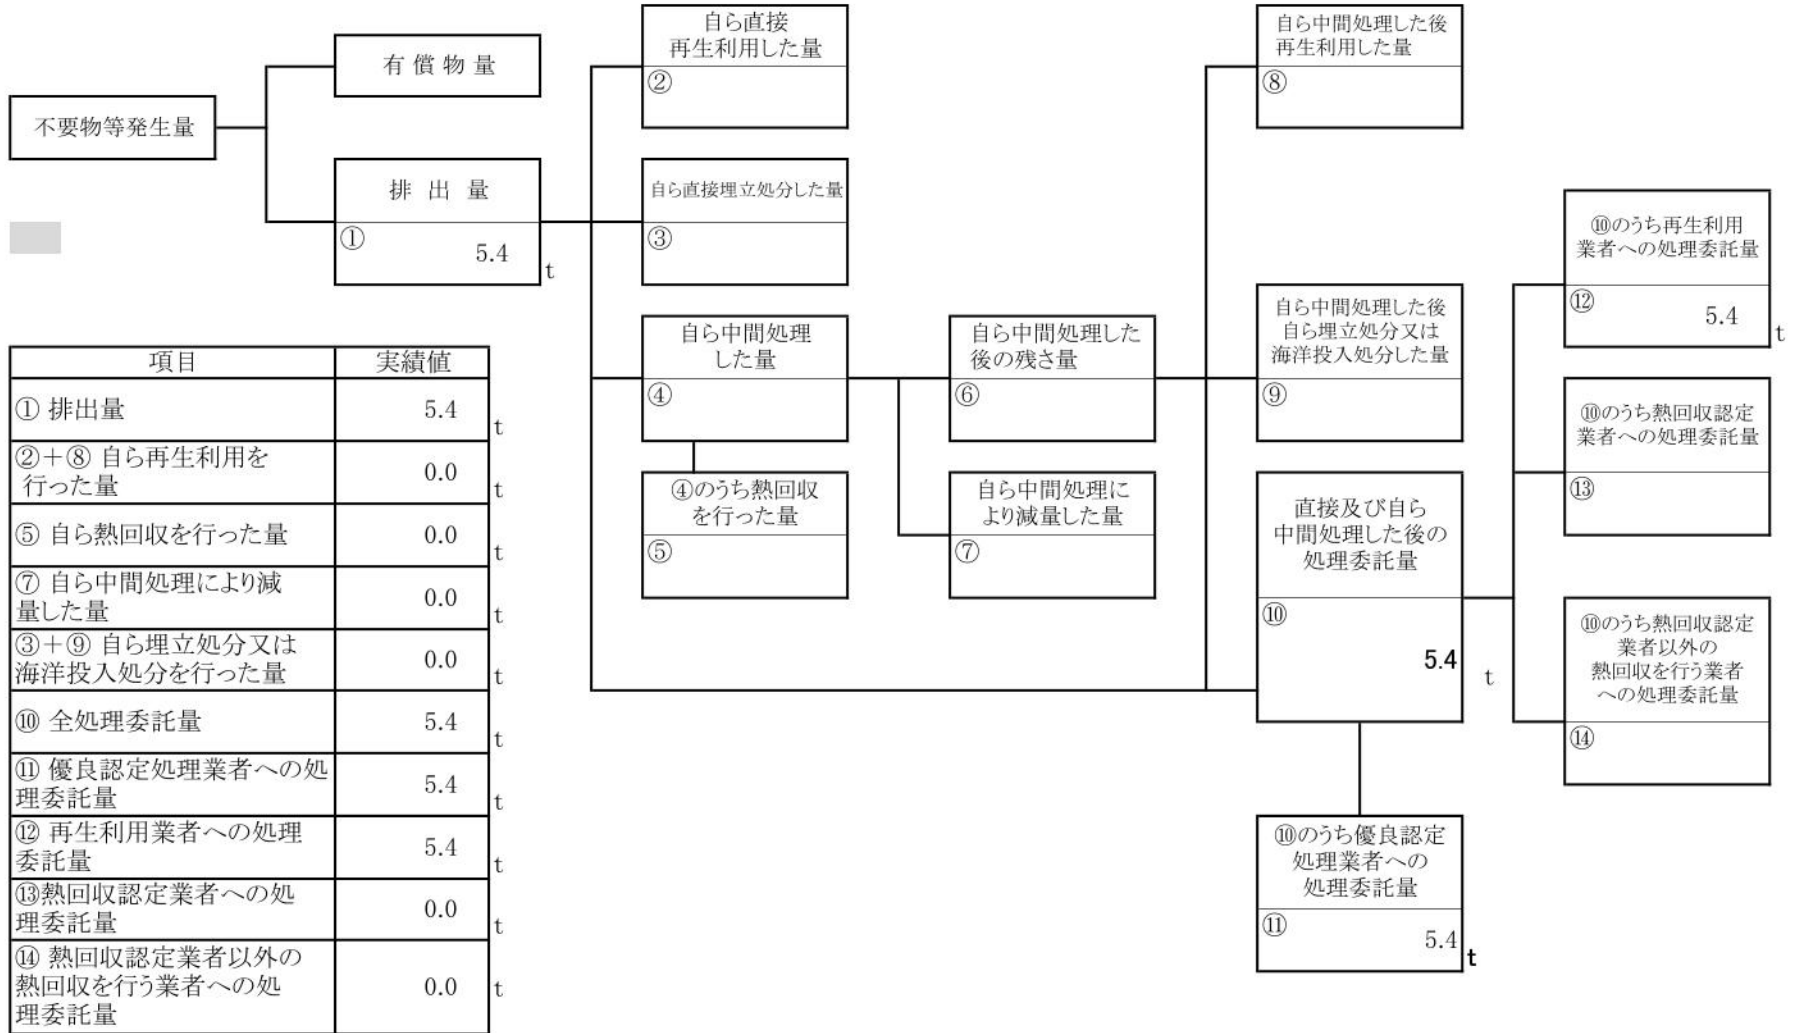 不要物等発生量
有 償 物 量
排 出 量
①
5.4
t
自ら直接
再生利用した量
②
自ら直接埋立処分した量
③
自ら中間処理
した量
④
④のうち熱回収
を行った量
⑤
自ら中間処理した
後の残さ量
⑥
自ら中間処理に
より減量した量
⑦
自ら中間処理した後
再生利用した量
⑧
自ら中間処理した後
自ら埋立処分又は
海洋投入処分した量
⑨
直接及び自ら
中間処理した後の
処理委託量
⑩
5.4
t
⑩のうち優良認定
処理業者への
処理委託量
⑪
5.4
t
⑩のうち再生利用
業者への処理委託量
⑫
5.4
t
⑩のうち熱回収認定
業者への処理委託量
⑬
⑩のうち熱回収認定
業者以外の
熱回収を行う業者
への処理委託量
⑭
項目 実績値
① 排出量 5.4 t
②+⑧ 自ら再生利用を
行った量 0.0 t
⑤ 自ら熱回収を行った量 0.0 t
⑦ 自ら中間処理により減
量した量 0.0 t
③+⑨ 自ら埋立処分又は
海洋投入処分を行った量 0.0 t
⑩ 全処理委託量 5.4 t
⑪ 優良認定処理業者への処
理委託量 5.4 t
⑫ 再生利用業者への処理
委託量 5.4 t
⑬熱回収認定業者への処
理委託量 0.0 t
⑭ 熱回収認定業者以外の
熱回収を行う業者への処
理委託量 0.0 t